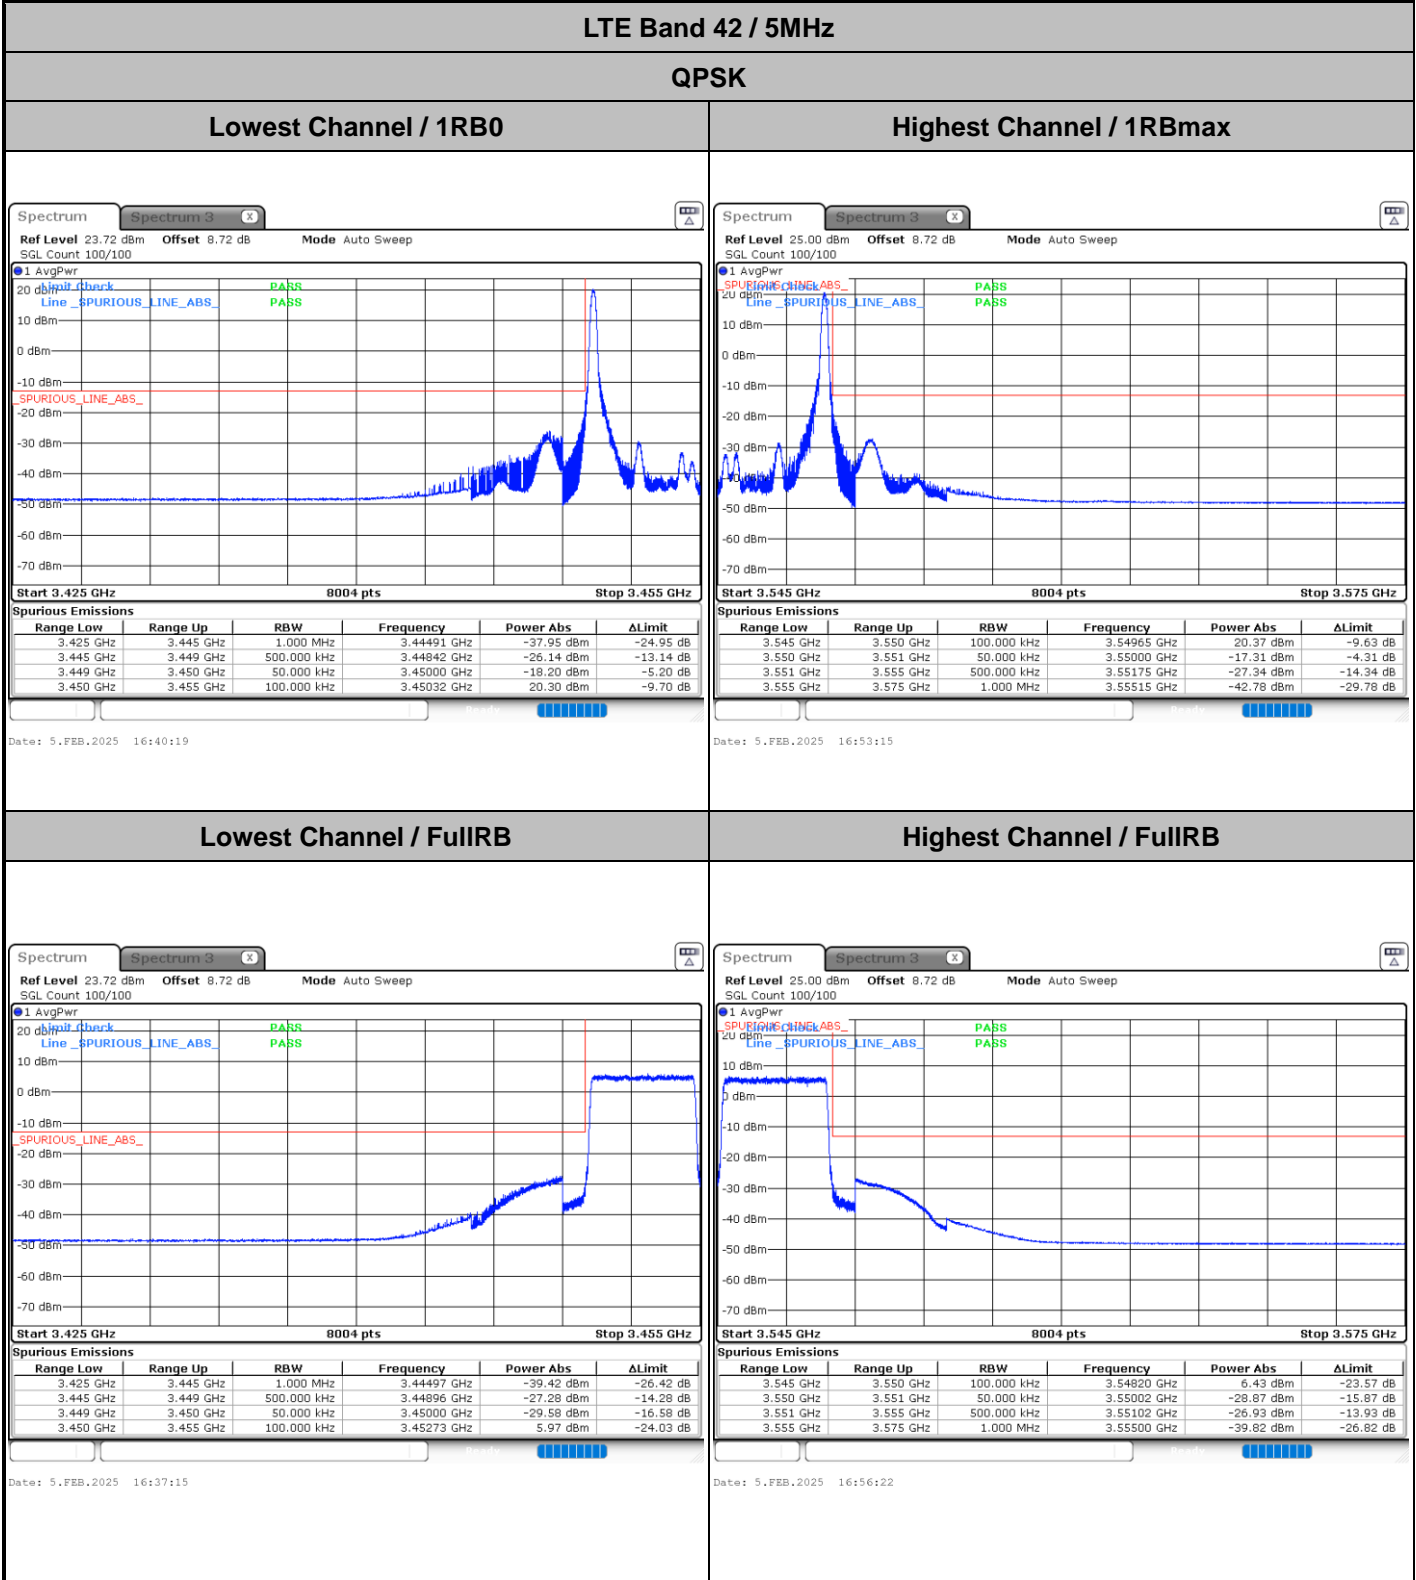 LTE Band 42 / 5MHz
QPSK
Lowest Channel / 1RB0
Highest Channel / 1RBmax
Spectrum
Spectrum 3
X
Ref Level 23.72 dBm Offset 8.72 dB Mode Auto Sweep
SGL Count 100/100
1 AvgPwr
Limit Check PASS
Line _SPURIOUS_LINE_ABS_ PASS
20 dBm
10 dBm
0 dBm
-10 dBm
_SPURIOUS_LINE_ABS_
-20 dBm
-30 dBm
-40 dBm
-50 dBm
-60 dBm
-70 dBm
Start 3.425 GHz 8004 pts Stop 3.455 GHz
Spurious Emissions
Range Low Range Up RBW Frequency Power Abs ΔLimit
3.425 GHz 3.445 GHz 1.000 MHz 3.44491 GHz -37.95 dBm -24.95 dB
3.445 GHz 3.449 GHz 500.000 kHz 3.44842 GHz -26.14 dBm -13.14 dB
3.449 GHz 3.450 GHz 50.000 kHz 3.45000 GHz -18.20 dBm -5.20 dB
3.450 GHz 3.455 GHz 100.000 kHz 3.45032 GHz 20.30 dBm -9.70 dB
Ready
Date: 5.FEB.2025 16:40:19
Spectrum
Spectrum 3
X
Ref Level 25.00 dBm Offset 8.72 dB Mode Auto Sweep
SGL Count 100/100
1 AvgPwr
_SPURIOUS_LINE_ABS_
Limit Check PASS
Line _SPURIOUS_LINE_ABS_ PASS
20 dBm
10 dBm
0 dBm
-10 dBm
-20 dBm
-30 dBm
-40 dBm
-50 dBm
-60 dBm
-70 dBm
Start 3.545 GHz 8004 pts Stop 3.575 GHz
Spurious Emissions
Range Low Range Up RBW Frequency Power Abs ΔLimit
3.545 GHz 3.550 GHz 100.000 kHz 3.54965 GHz 20.37 dBm -9.63 dB
3.550 GHz 3.551 GHz 50.000 kHz 3.55000 GHz -17.31 dBm -4.31 dB
3.551 GHz 3.555 GHz 500.000 kHz 3.55175 GHz -27.34 dBm -14.34 dB
3.555 GHz 3.575 GHz 1.000 MHz 3.55515 GHz -42.78 dBm -29.78 dB
Ready
Date: 5.FEB.2025 16:53:15
Lowest Channel / FullRB
Highest Channel / FullRB
Spectrum
Spectrum 3
X
Ref Level 23.72 dBm Offset 8.72 dB Mode Auto Sweep
SGL Count 100/100
1 AvgPwr
Limit Check PASS
Line _SPURIOUS_LINE_ABS_ PASS
20 dBm
10 dBm
0 dBm
-10 dBm
_SPURIOUS_LINE_ABS_
-20 dBm
-30 dBm
-40 dBm
-50 dBm
-60 dBm
-70 dBm
Start 3.425 GHz 8004 pts Stop 3.455 GHz
Spurious Emissions
Range Low Range Up RBW Frequency Power Abs ΔLimit
3.425 GHz 3.445 GHz 1.000 MHz 3.44497 GHz -39.42 dBm -26.42 dB
3.445 GHz 3.449 GHz 500.000 kHz 3.44896 GHz -27.28 dBm -14.28 dB
3.449 GHz 3.450 GHz 50.000 kHz 3.45000 GHz -29.58 dBm -16.58 dB
3.450 GHz 3.455 GHz 100.000 kHz 3.45273 GHz 5.97 dBm -24.03 dB
Ready
Date: 5.FEB.2025 16:37:15
Spectrum
Spectrum 3
X
Ref Level 25.00 dBm Offset 8.72 dB Mode Auto Sweep
SGL Count 100/100
1 AvgPwr
_SPURIOUS_LINE_ABS_
Limit Check PASS
Line _SPURIOUS_LINE_ABS_ PASS
20 dBm
10 dBm
0 dBm
-10 dBm
-20 dBm
-30 dBm
-40 dBm
-50 dBm
-60 dBm
-70 dBm
Start 3.545 GHz 8004 pts Stop 3.575 GHz
Spurious Emissions
Range Low Range Up RBW Frequency Power Abs ΔLimit
3.545 GHz 3.550 GHz 100.000 kHz 3.54820 GHz 6.43 dBm -23.57 dB
3.550 GHz 3.551 GHz 50.000 kHz 3.55002 GHz -28.87 dBm -15.87 dB
3.551 GHz 3.555 GHz 500.000 kHz 3.55102 GHz -26.93 dBm -13.93 dB
3.555 GHz 3.575 GHz 1.000 MHz 3.55500 GHz -39.82 dBm -26.82 dB
Ready
Date: 5.FEB.2025 16:56:22